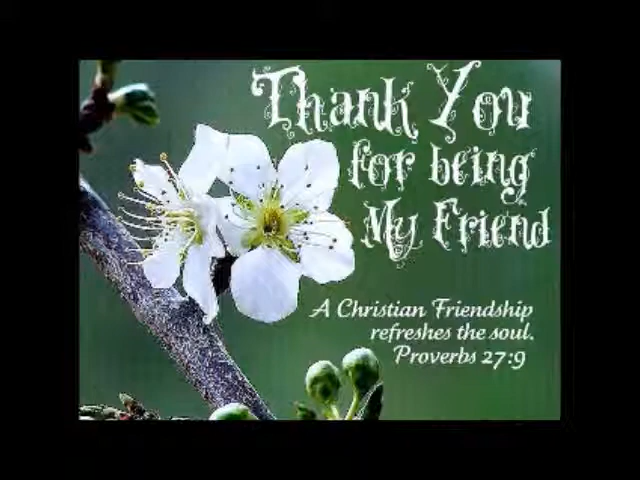 Thank You
for being
My Friend
A Christian Friendship
refreshes the soul.
Proverbs 27:9